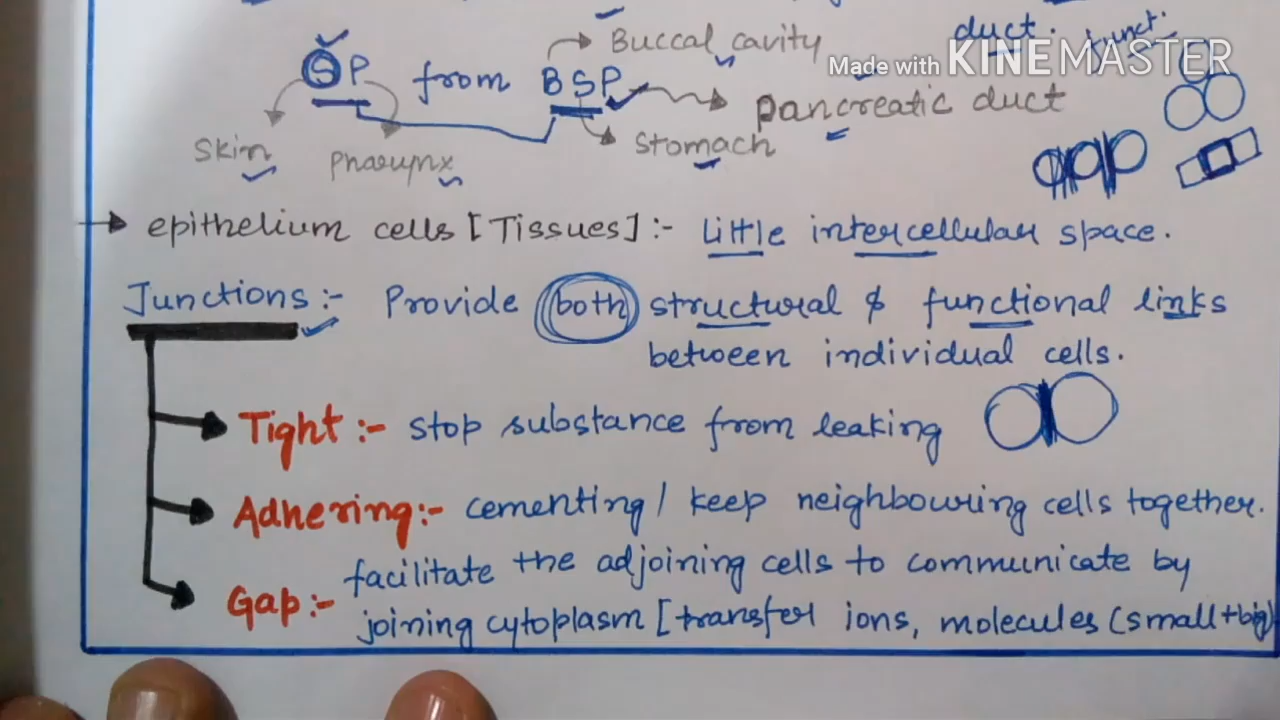 Buccal cavity
duct.
funct.
Made with KINEMASTER
SP from BSP
pancreatic duct
Skin
Pharynx
Stomach
epithelium cells [Tissues] :- Little intercellular space.
Junctions :- Provide both structural & functional links
between individual cells.
Tight :- stop substance from leaking
Adhering :- cementing / keep neighbouring cells together.
Gap :- facilitate the adjoining cells to communicate by
joining cytoplasm [transfer ions, molecules (small+big)